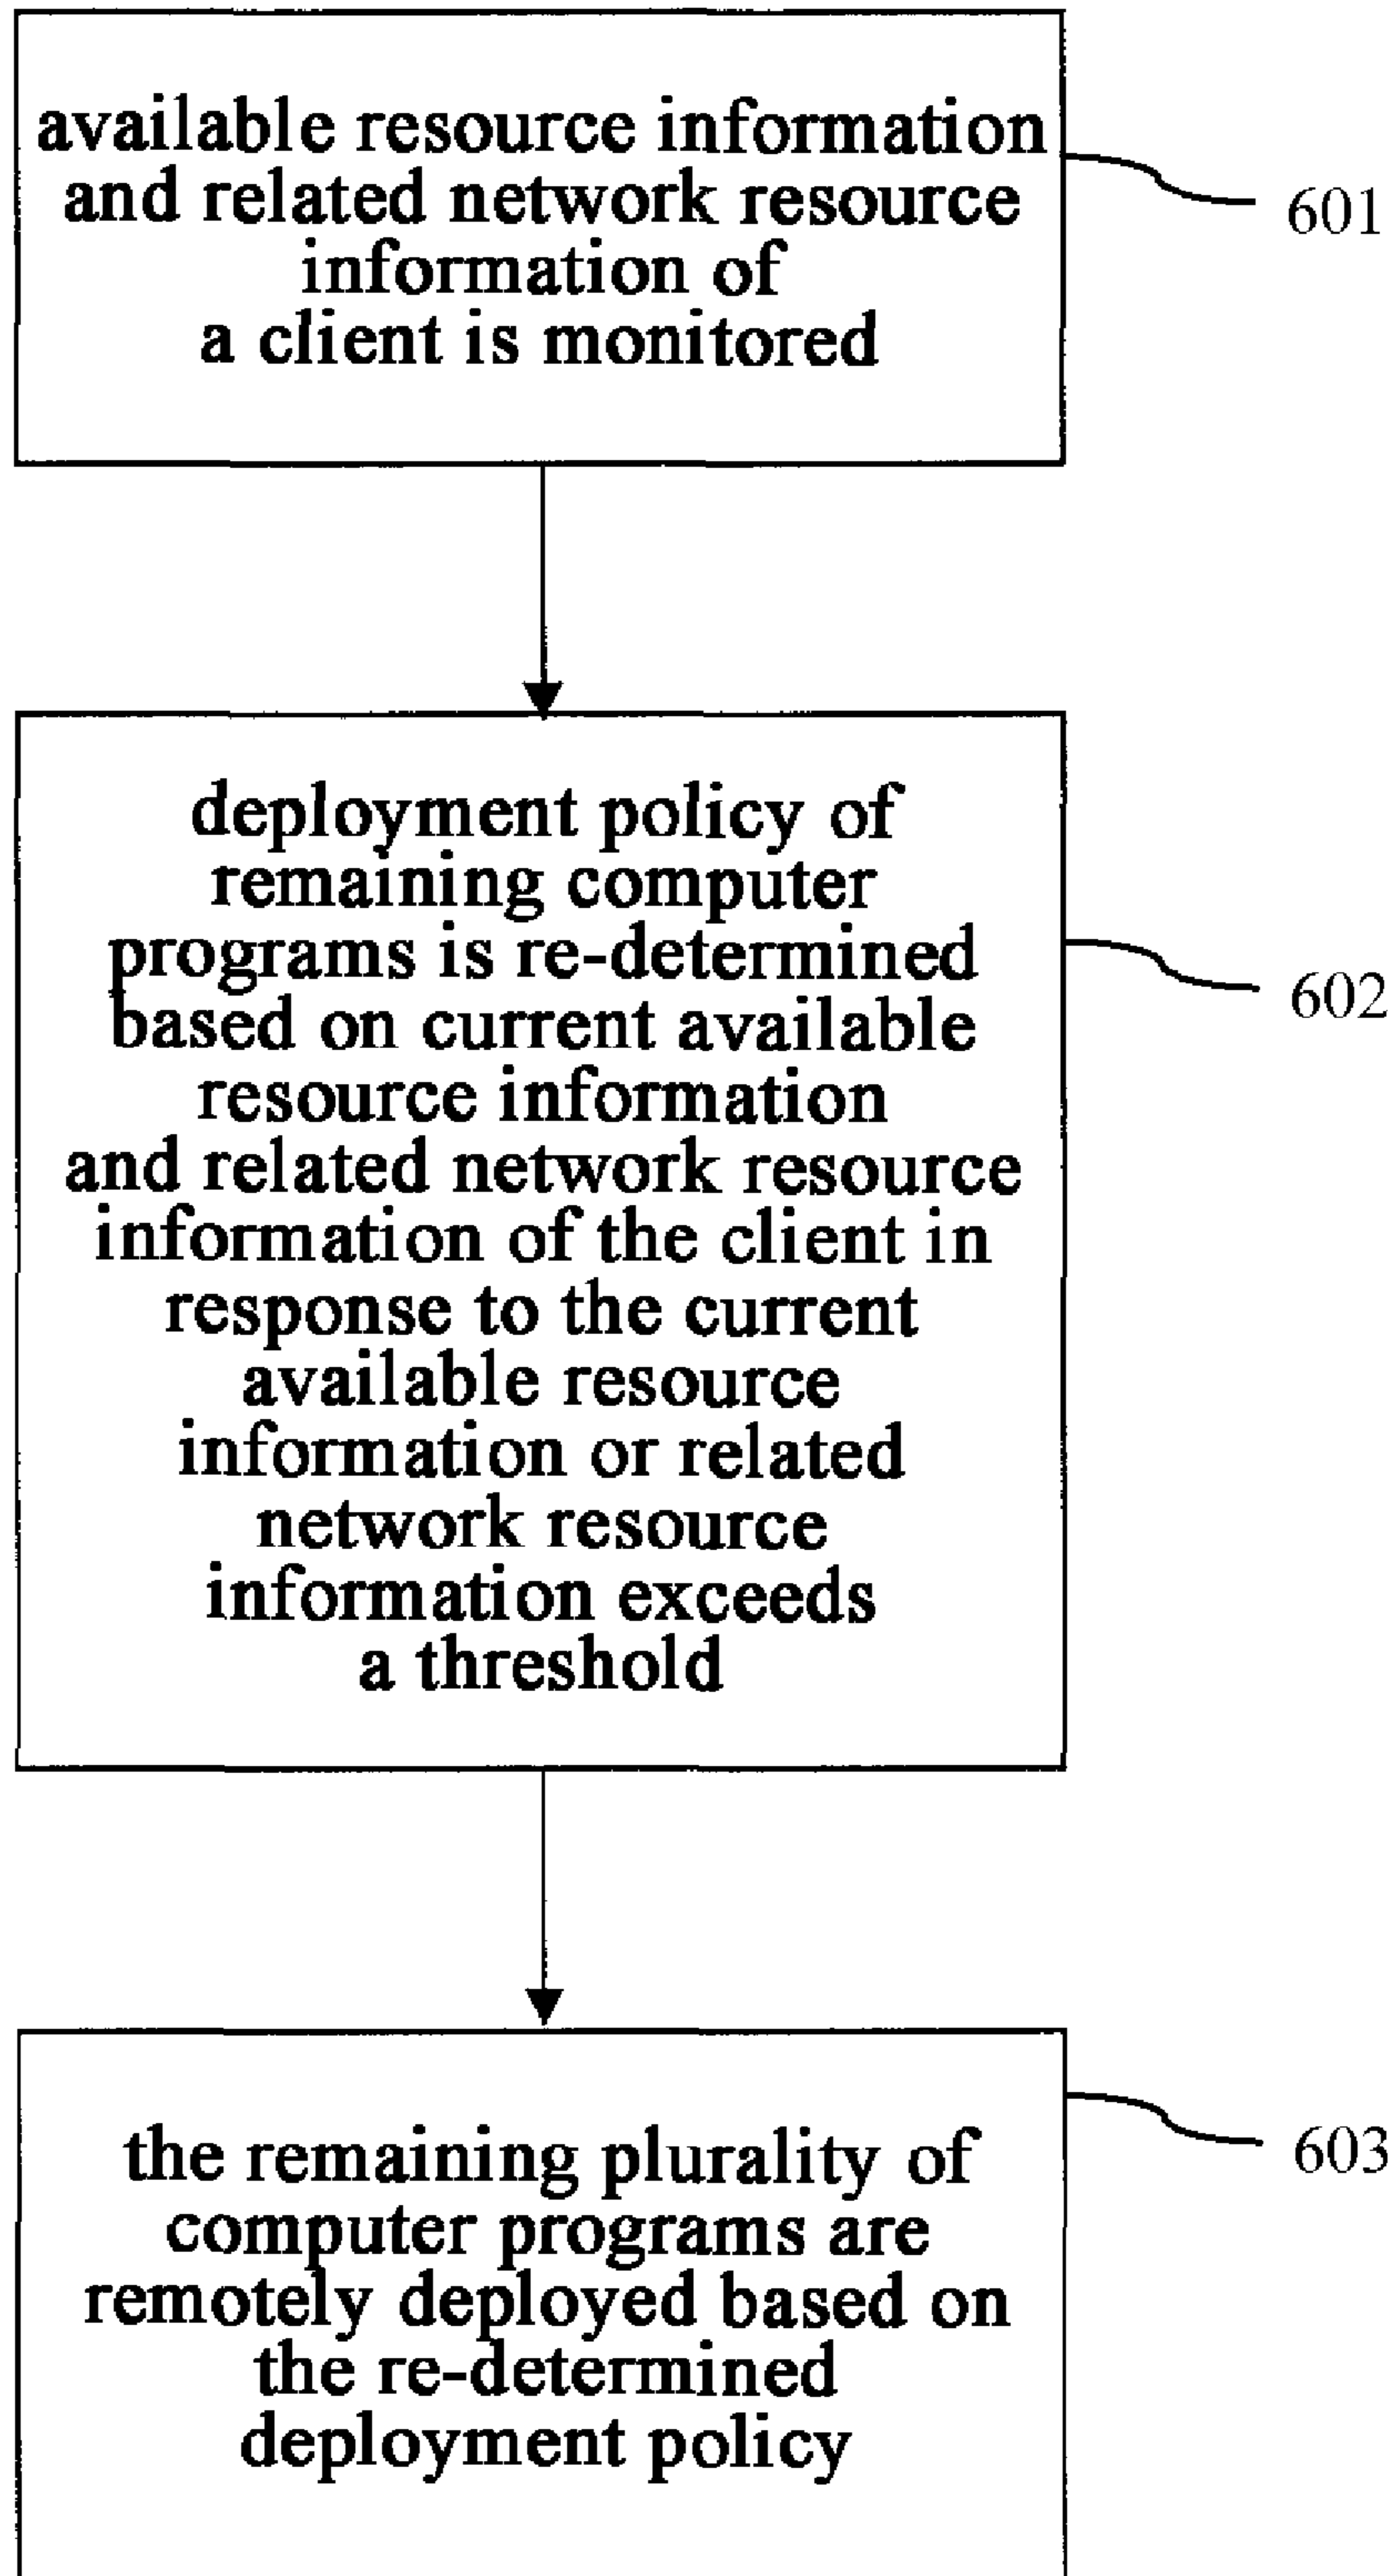 available resource information
and related network resource
information of
a client is monitored
601
deployment policy of
remaining computer
programs is re-determined
based on current available
resource information
and related network resource
information of the client in
response to the current
available resource
information or related
network resource
information exceeds
a threshold
602
the remaining plurality of
computer programs are
remotely deployed based on
the re-determined
deployment policy
603